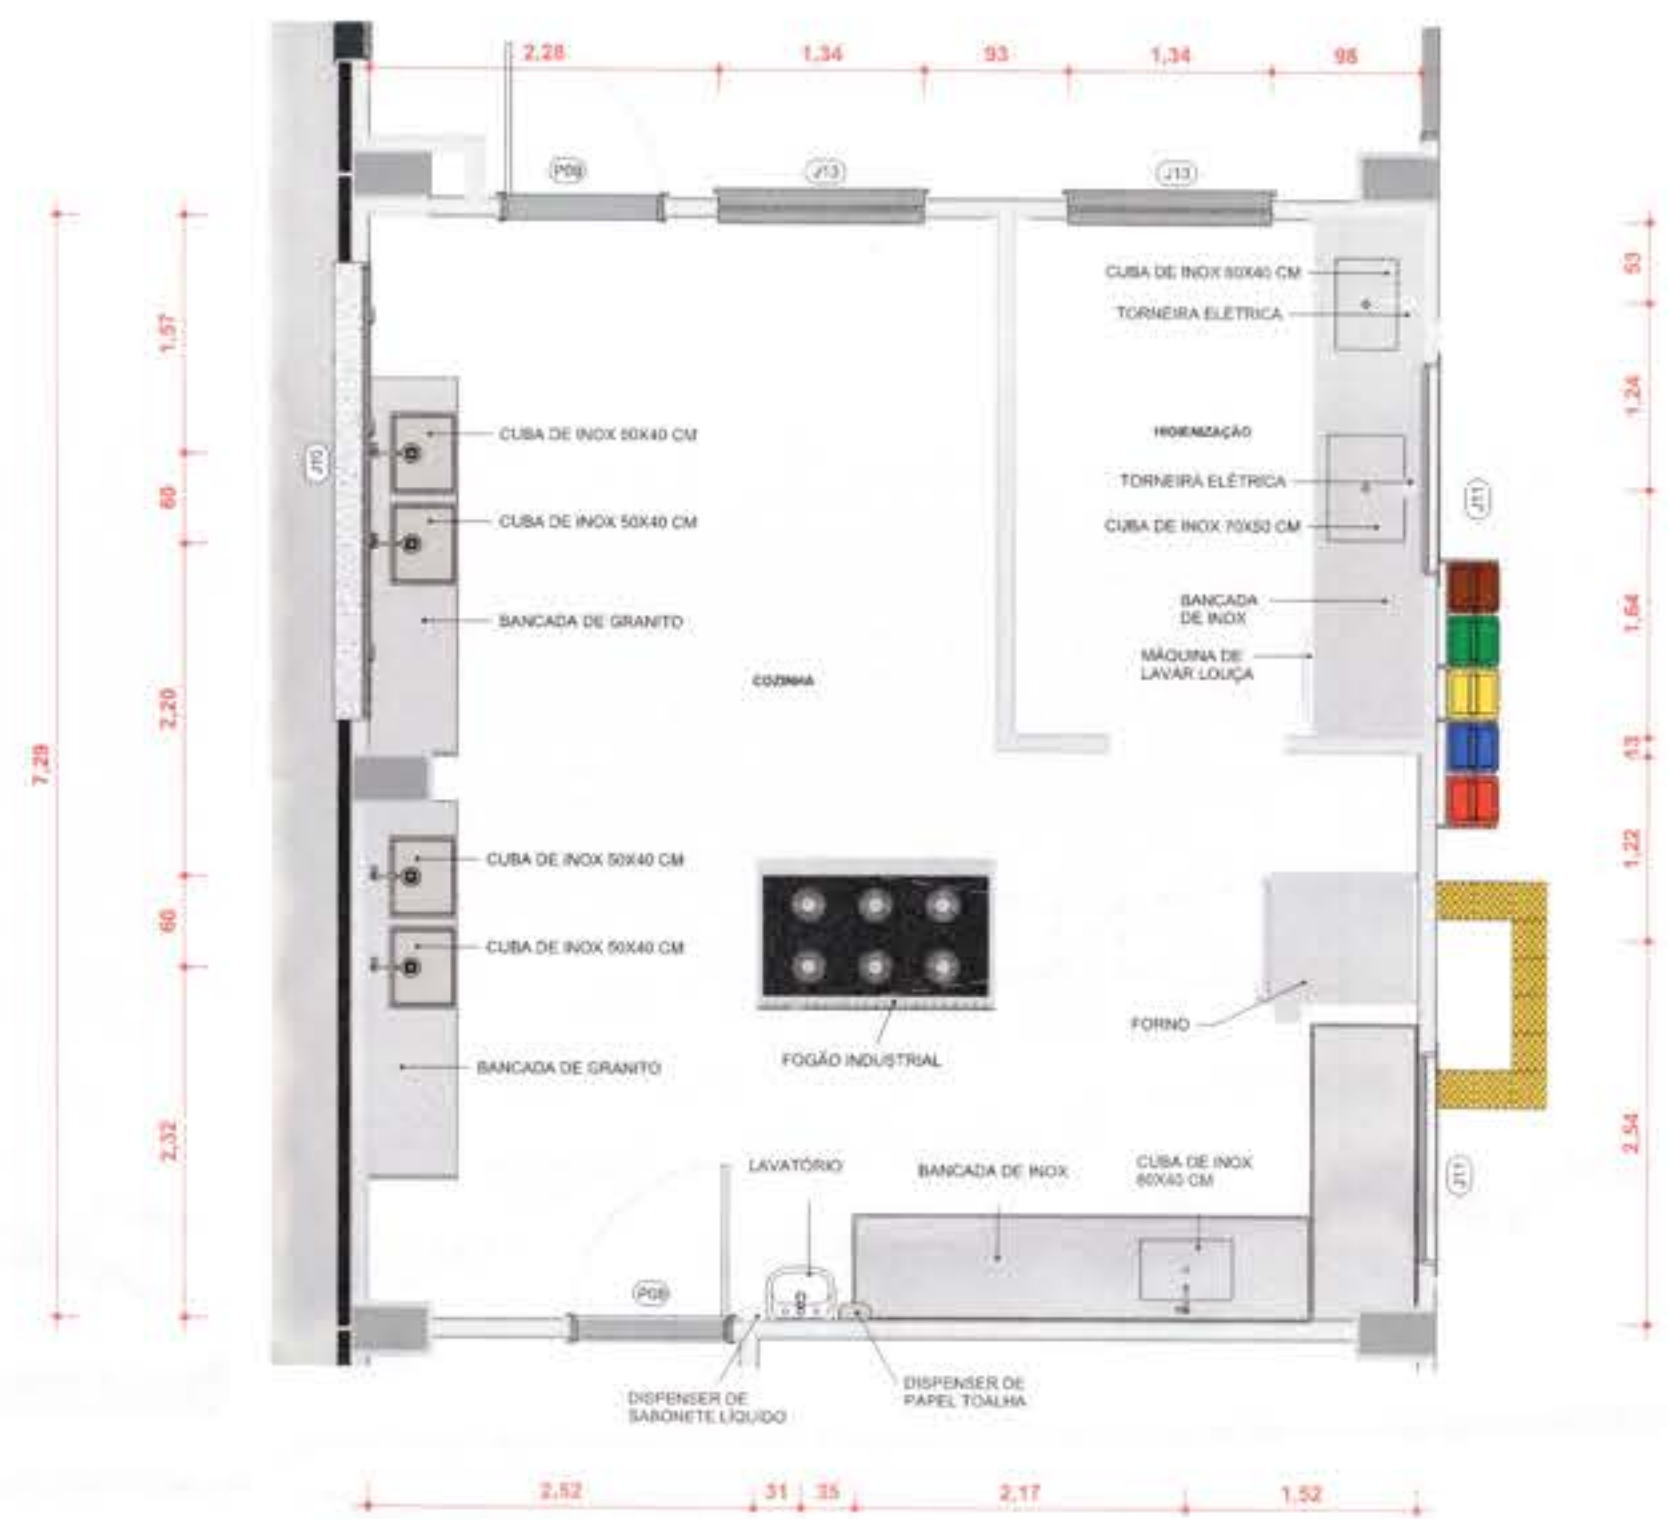 2,28
1,34
93
1,34
98
P08
J13
J13
CUBA DE INOX 60X40 CM
TORNEIRA ELÉTRICA
HIGIENIZAÇÃO
TORNEIRA ELÉTRICA
CUBA DE INOX 70X50 CM
BANCADA
DE INOX
MÁQUINA DE
LAVAR LOUÇA
CUBA DE INOX 50X40 CM
CUBA DE INOX 50X40 CM
BANCADA DE GRANITO
COZINHA
CUBA DE INOX 50X40 CM
CUBA DE INOX 50X40 CM
BANCADA DE GRANITO
FOGÃO INDUSTRIAL
FORNO
LAVATÓRIO
BANCADA DE INOX
CUBA DE INOX
60X40 CM
P08
DISPENSER DE
SABONETE LÍQUIDO
DISPENSER DE
PAPEL TOALHA
J10
J11
J11
7,29
1,57
60
2,20
60
2,32
53
1,24
1,64
13
1,22
2,54
2,52
31
35
2,17
1,52